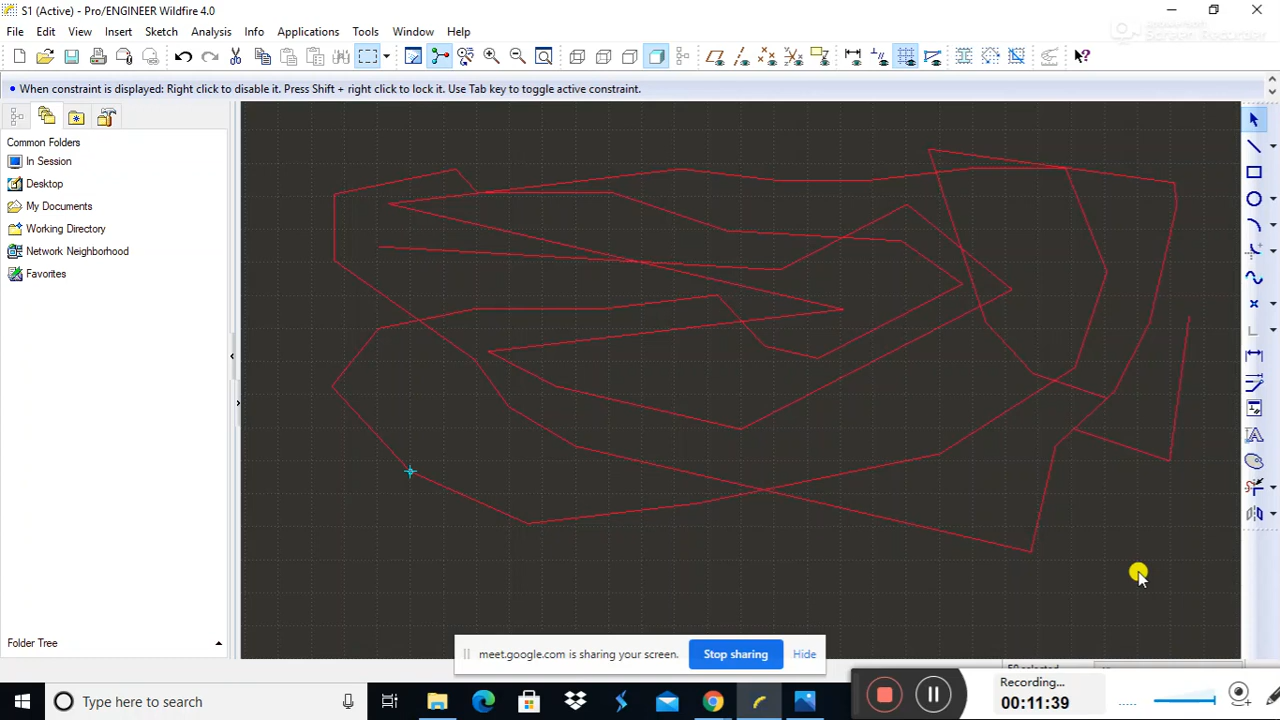 S1 (Active) - Pro/ENGINEER Wildfire 4.0
File Edit View Insert Sketch Analysis Info Applications Tools Window Help
Screen Recorder
• When constraint is displayed: Right click to disable it. Press Shift + right click to lock it. Use Tab key to toggle active constraint.
Common Folders
In Session
Desktop
My Documents
Working Directory
Network Neighborhood
Favorites
Folder Tree
meet.google.com is sharing your screen. Stop sharing Hide
Type here to search
Recording...
00:11:39